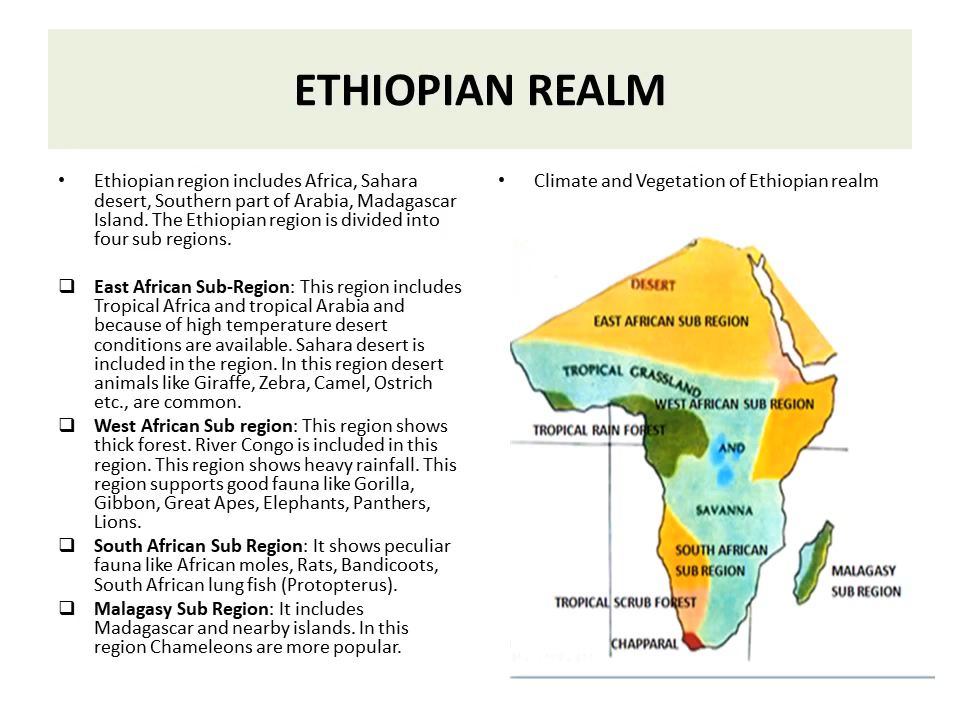 ETHIOPIAN REALM
• Ethiopian region includes Africa, Sahara
desert, Southern part of Arabia, Madagascar
Island. The Ethiopian region is divided into
four sub regions.
❑ East African Sub-Region: This region includes
Tropical Africa and tropical Arabia and
because of high temperature desert
conditions are available. Sahara desert is
included in the region. In this region desert
animals like Giraffe, Zebra, Camel, Ostrich
etc., are common.
❑ West African Sub region: This region shows
thick forest. River Congo is included in this
region. This region shows heavy rainfall. This
region supports good fauna like Gorilla,
Gibbon, Great Apes, Elephants, Panthers,
Lions.
❑ South African Sub Region: It shows peculiar
fauna like African moles, Rats, Bandicoots,
South African lung fish (Protopterus).
❑ Malagasy Sub Region: It includes
Madagascar and nearby islands. In this
region Chameleons are more popular.
• Climate and Vegetation of Ethiopian realm
DESERT
EAST AFRICAN SUB REGION
TROPICAL GRASSLAND
WEST AFRICAN SUB REGION
TROPICAL RAIN FOREST
AND
SAVANNA
SOUTH AFRICAN
SUB REGION
MALAGASY
SUB REGION
TROPICAL SCRUB FOREST
CHAPPARAL